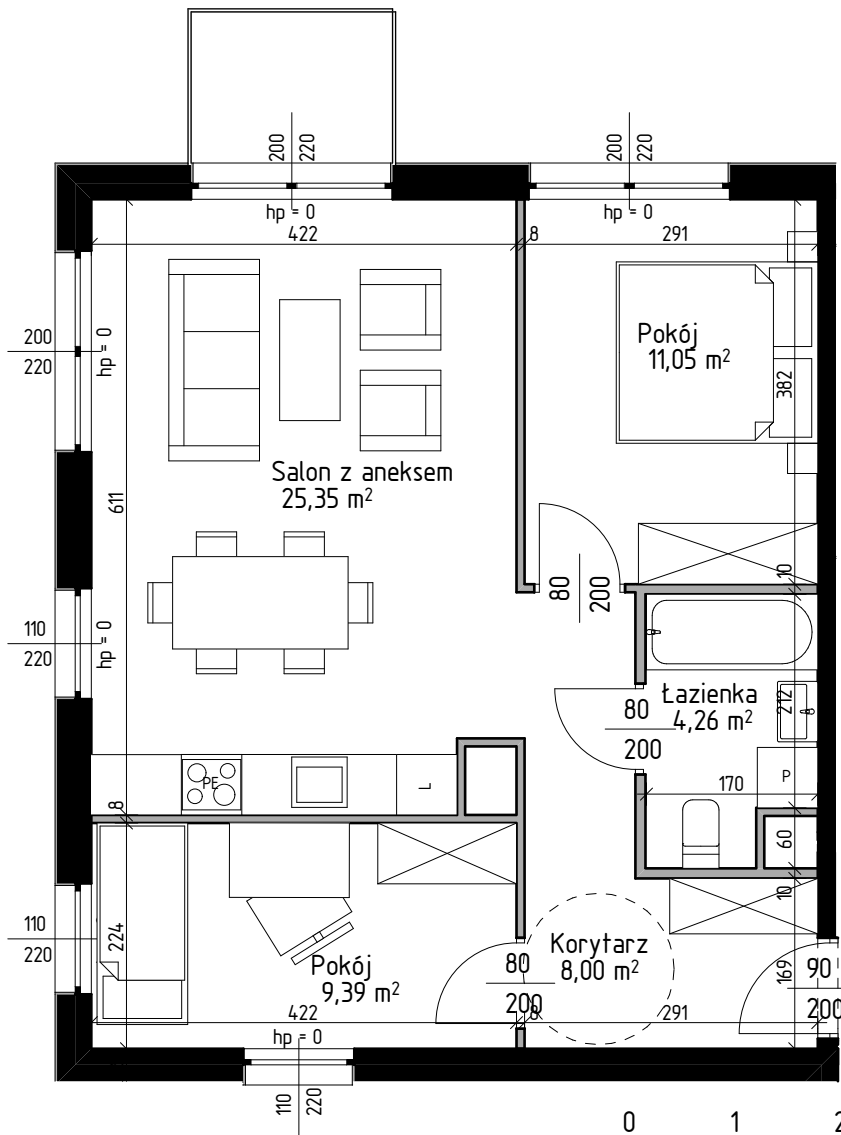 200
220
200
220
hp = 0
hp = 0
422
8
291
200
220
hp = 0
Pokój
11,05 m²
382
Salon z aneksem
25,35 m²
611
10
80
200
110
220
hp = 0
Łazienka
4,26 m²
212
80
200
PE
L
P
170
8
60
10
110
220
224
Pokój
9,39 m²
80
200
Korytarz
8,00 m²
169
90
200
422
8
291
hp = 0
110
220
0 1 2